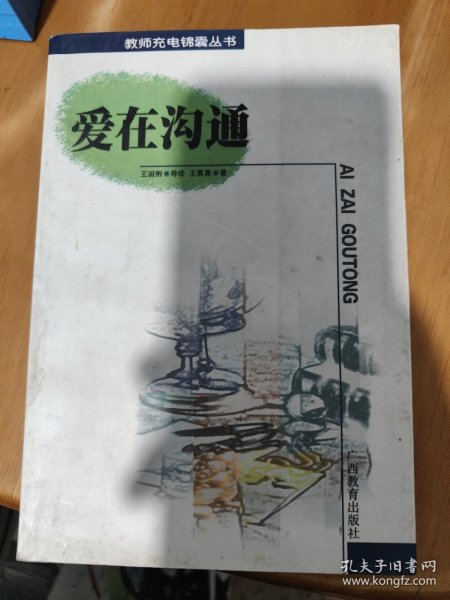 教师充电锦囊丛书
爱在沟通
王淑俐●导读 王素真●著
AI ZAI GOUTONG
广西教育出版社
孔夫子旧书网
www.kongfz.com